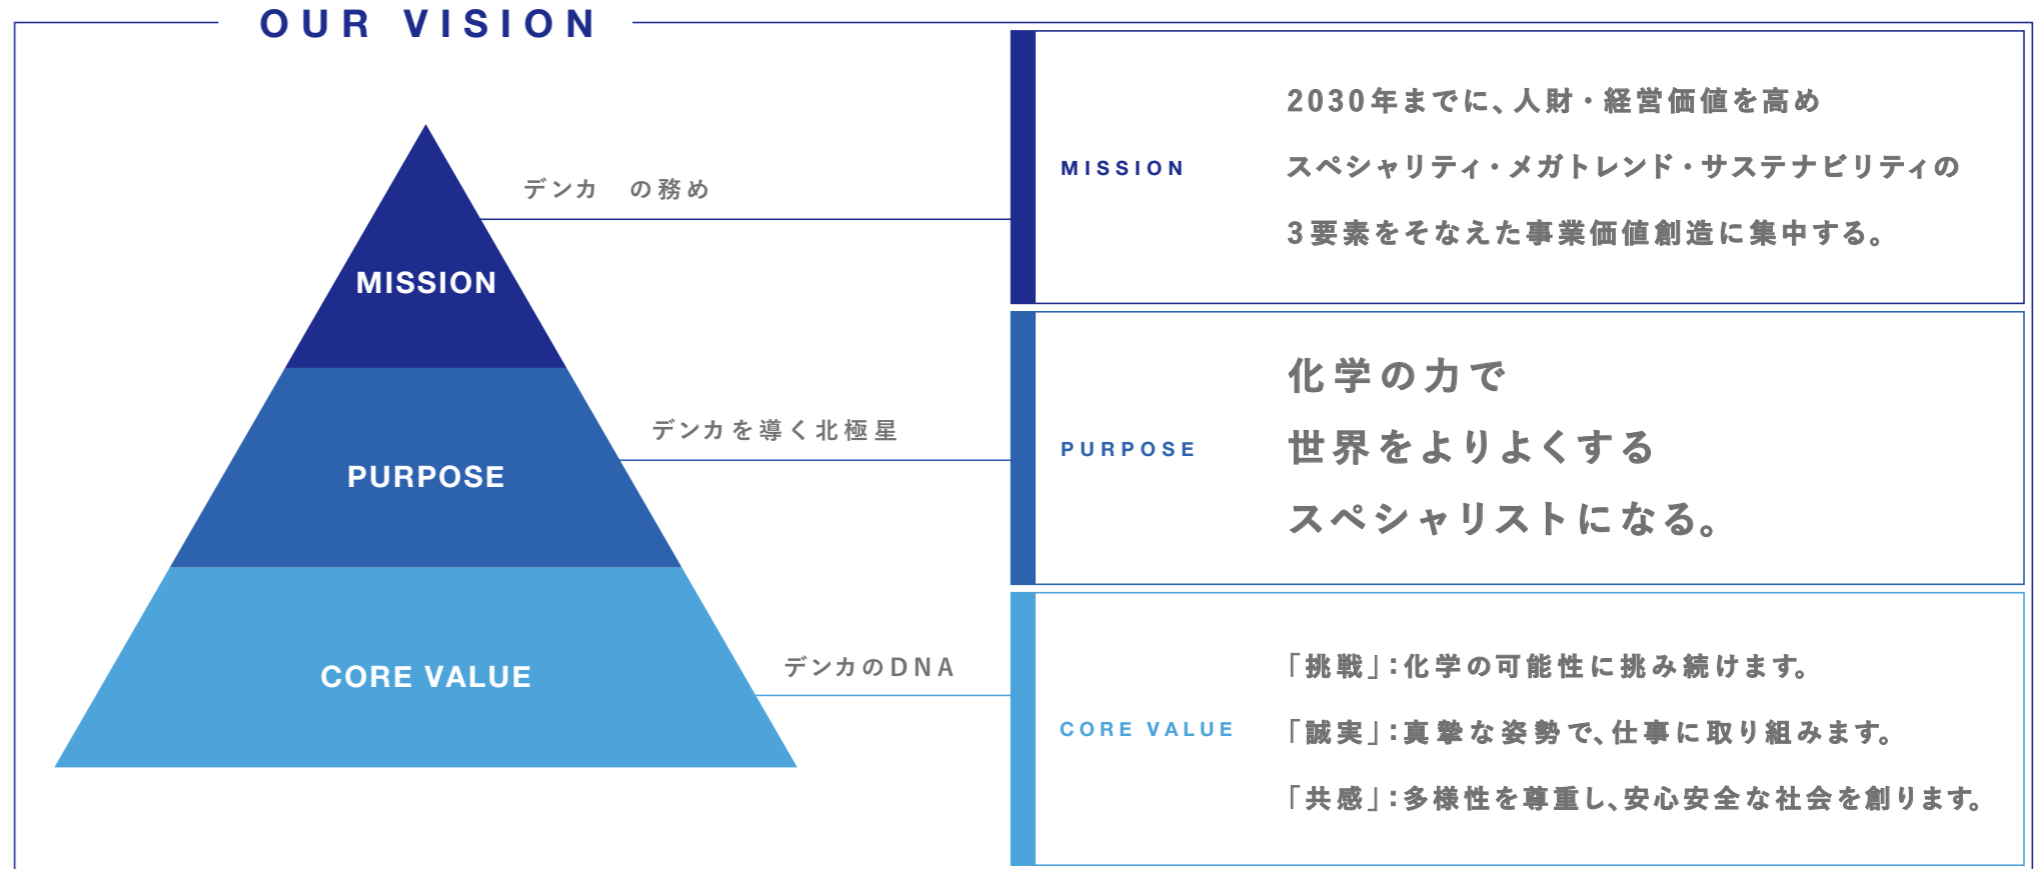 OUR VISION
デンカ　の務め
MISSION
デンカを導く北極星
PURPOSE
デンカのDNA
CORE VALUE
MISSION
2030年までに、人財・経営価値を高め
スペシャリティ・メガトレンド・サステナビリティの
3要素をそなえた事業価値創造に集中する。
PURPOSE
化学の力で
世界をよりよくする
スペシャリストになる。
CORE VALUE
「挑戦」：化学の可能性に挑み続けます。
「誠実」：真摯な姿勢で、仕事に取り組みます。
「共感」：多様性を尊重し、安心安全な社会を創ります。